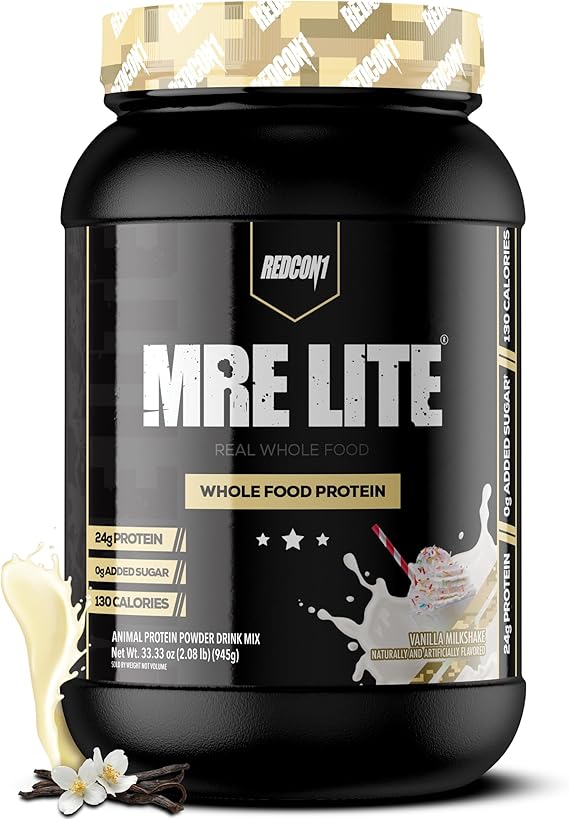 REDCON1
REDCON1
REDCON1
REDCON1
MRE LITE®
REAL WHOLE FOOD
WHOLE FOOD PROTEIN
24g PROTEIN
0g ADDED SUGAR
130 CALORIES
ANIMAL PROTEIN POWDER DRINK MIX
Net Wt. 33.33 oz (2.08 lb) (945g)
SOLD BY WEIGHT NOT VOLUME
VANILLA MILKSHAKE
NATURALLY AND ARTIFICIALLY FLAVORED
24g PROTEIN // 0g ADDED SUGAR† // 130 CALORIES